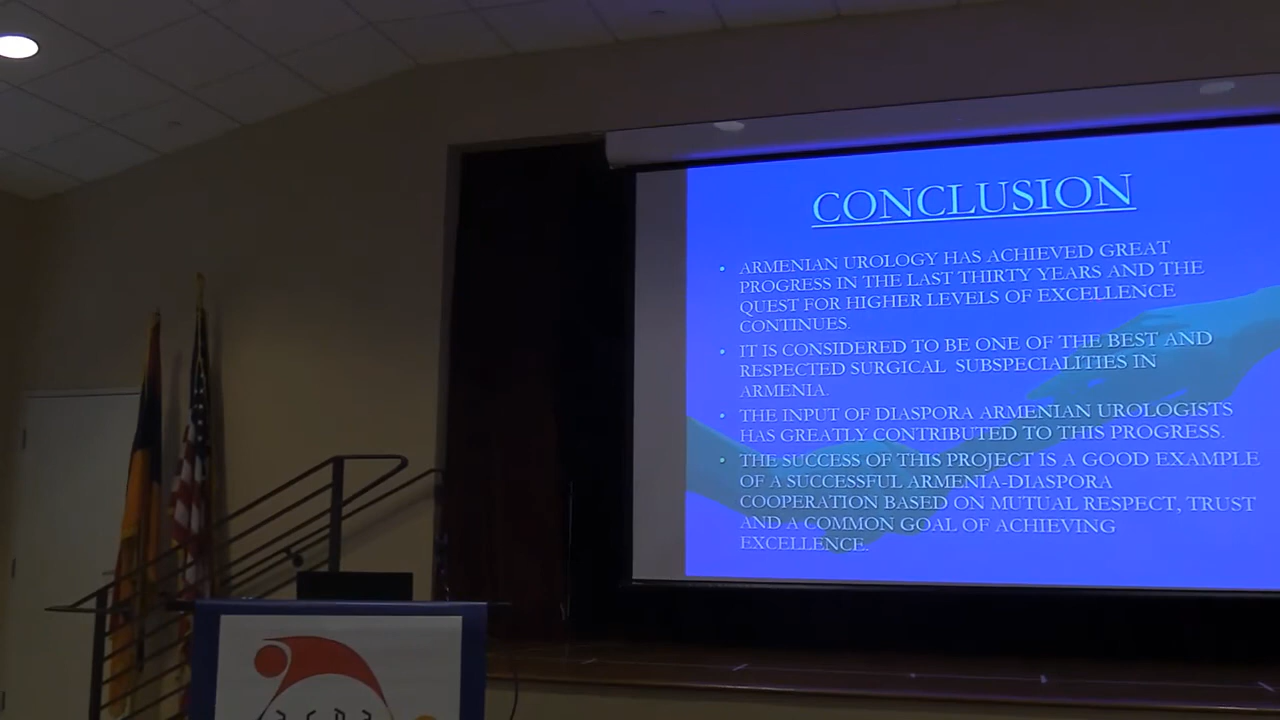 CONCLUSION
• ARMENIAN UROLOGY HAS ACHIEVED GREAT
PROGRESS IN THE LAST THIRTY YEARS AND THE
QUEST FOR HIGHER LEVELS OF EXCELLENCE
CONTINUES.
• IT IS CONSIDERED TO BE ONE OF THE BEST AND
RESPECTED SURGICAL SUBSPECIALITIES IN
ARMENIA.
• THE INPUT OF DIASPORA ARMENIAN UROLOGISTS
HAS GREATLY CONTRIBUTED TO THIS PROGRESS.
• THE SUCCESS OF THIS PROJECT IS A GOOD EXAMPLE
OF A SUCCESSFUL ARMENIA-DIASPORA
COOPERATION BASED ON MUTUAL RESPECT, TRUST
AND A COMMON GOAL OF ACHIEVING
EXCELLENCE.